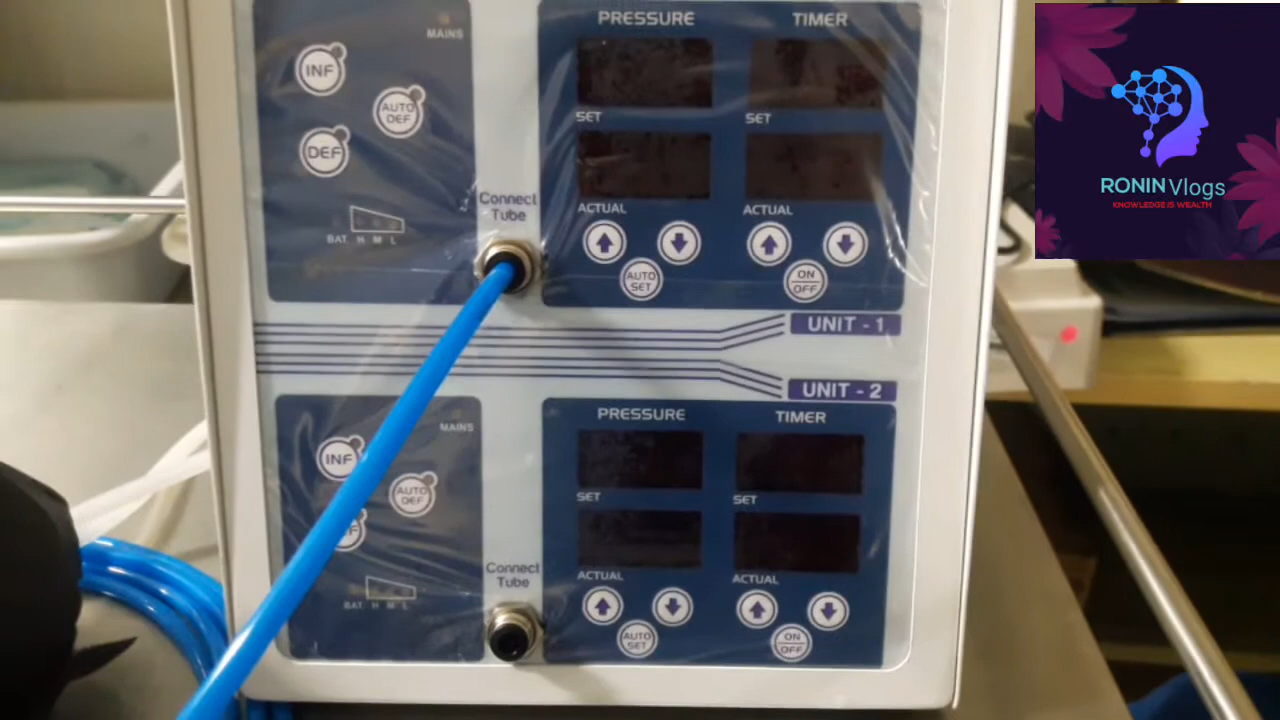 MAINS
INF
AUTO
DEF
DEF
BAT. H M L
Connect
Tube
PRESSURE
TIMER
SET
SET
ACTUAL
ACTUAL
AUTO
SET
ON
OFF
UNIT - 1
UNIT - 2
MAINS
INF
AUTO
DEF
BAT. H M L
Connect
Tube
PRESSURE
TIMER
SET
SET
ACTUAL
ACTUAL
AUTO
SET
ON
OFF
RONIN Vlogs
KNOWLEDGE IS WEALTH